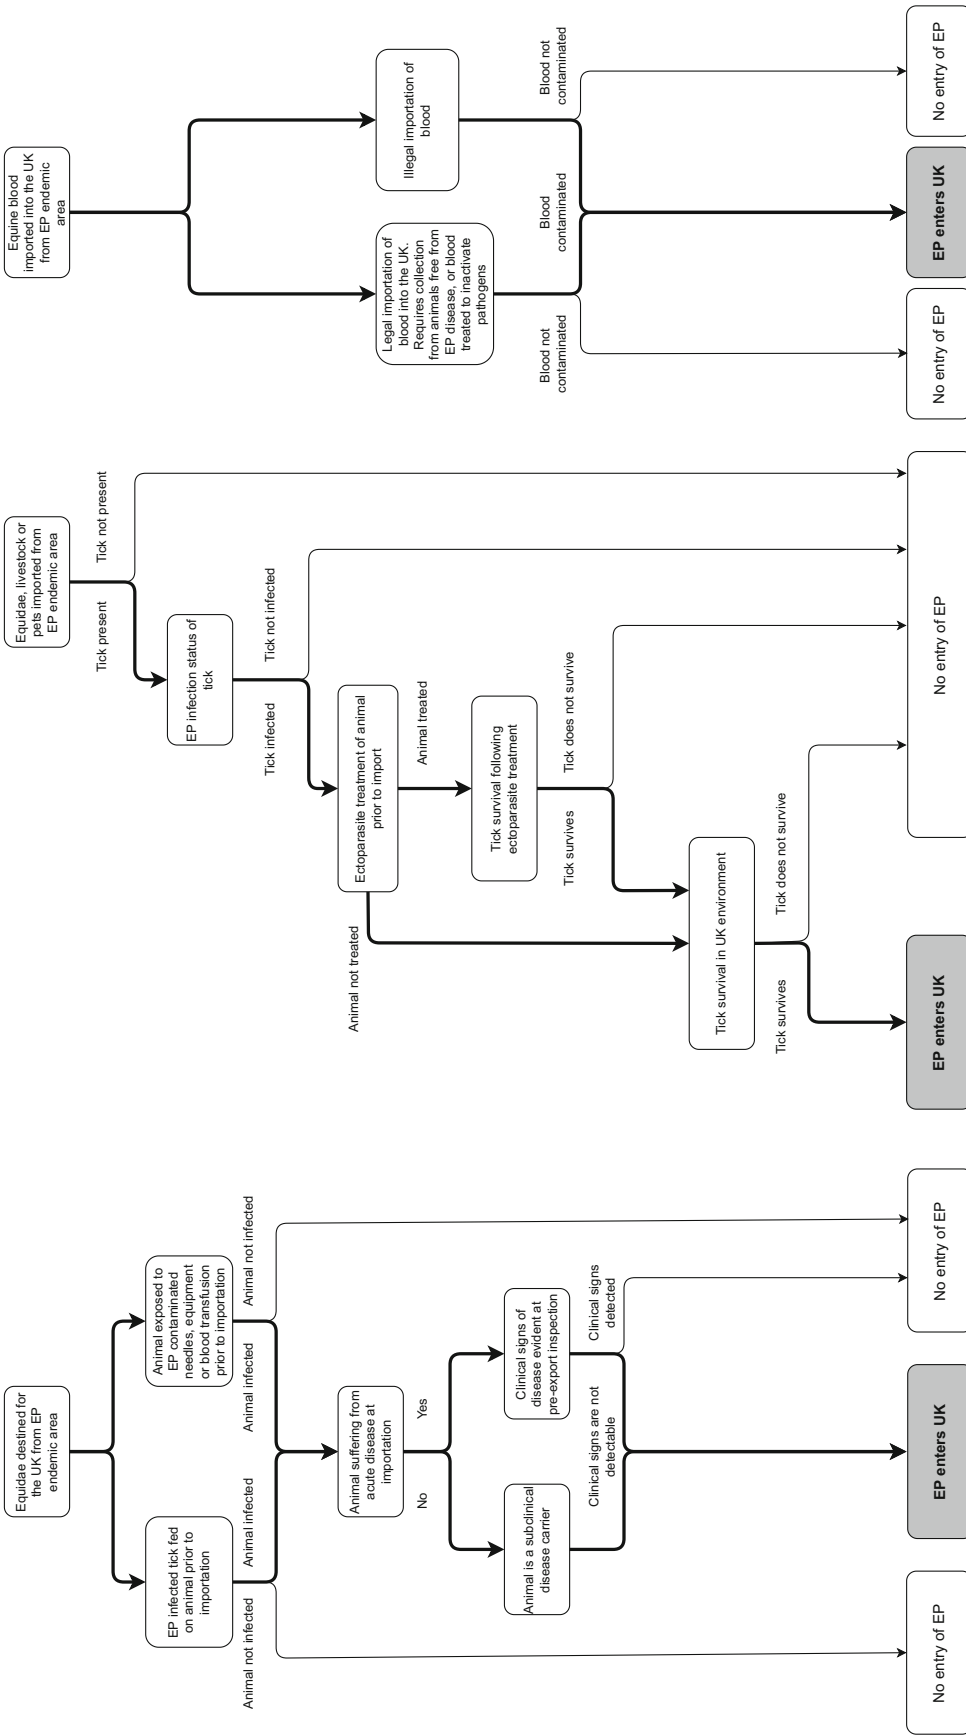 Equidae destined for
the UK from EP
endemic area
EP infected tick fed
on animal prior to
importation
Animal exposed to
EP contaminated
needles, equipment
or blood transfusion
prior to importation
Animal not infected
Animal infected
Animal infected
Animal not infected
Animal suffering from
acute disease at
importation
No
Yes
Animal is a subclinical
disease carrier
Clinical signs of
disease evident at
pre-export inspection
Clinical signs are not
detectable
Clinical signs
detected
No entry of EP
EP enters UK
No entry of EP
Equidae, livestock or
pets imported from
EP endemic area
Tick present
Tick not present
EP infection status of
tick
Tick infected
Tick not infected
Ectoparasite treatment of animal
prior to import
Animal not treated
Animal treated
Tick survival following
ectoparasite treatment
Tick survives
Tick does not survive
Tick survival in UK environment
Tick survives
Tick does not survive
EP enters UK
No entry of EP
Equine blood
imported into the UK
from EP endemic
area
Legal importation of
blood into the UK.
Requires collection
from animals free from
EP disease, or blood
treated to inactivate
pathogens
Illegal importation of
blood
Blood not
contaminated
Blood
contaminated
Blood not
contaminated
No entry of EP
EP enters UK
No entry of EP